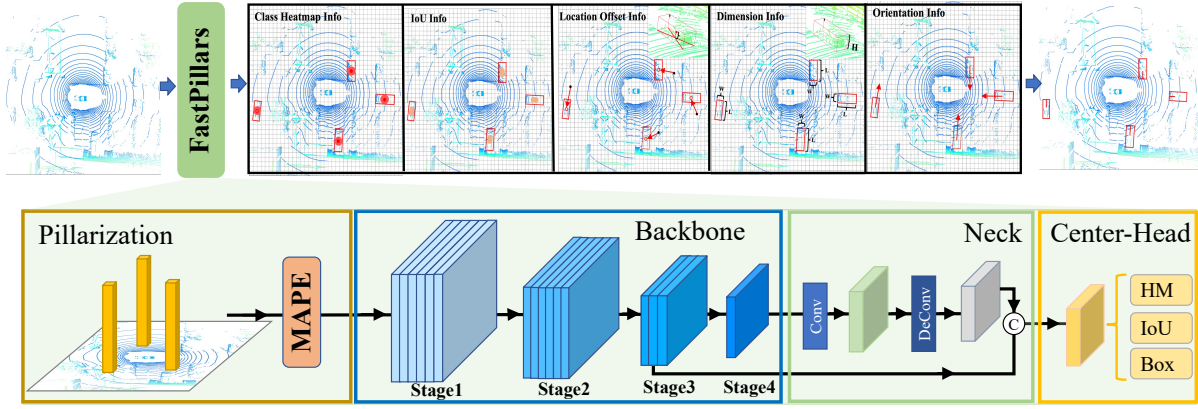 FastPillars
Class Heatmap Info
IoU Info
Location Offset Info
Dimension Info
Orientation Info
H
W
L
W
L
W
L
W
L
Pillarization
MAPE
Backbone
Stage1
Stage2
Stage3
Stage4
Neck
Conv
DeConv
C
Center-Head
HM
IoU
Box